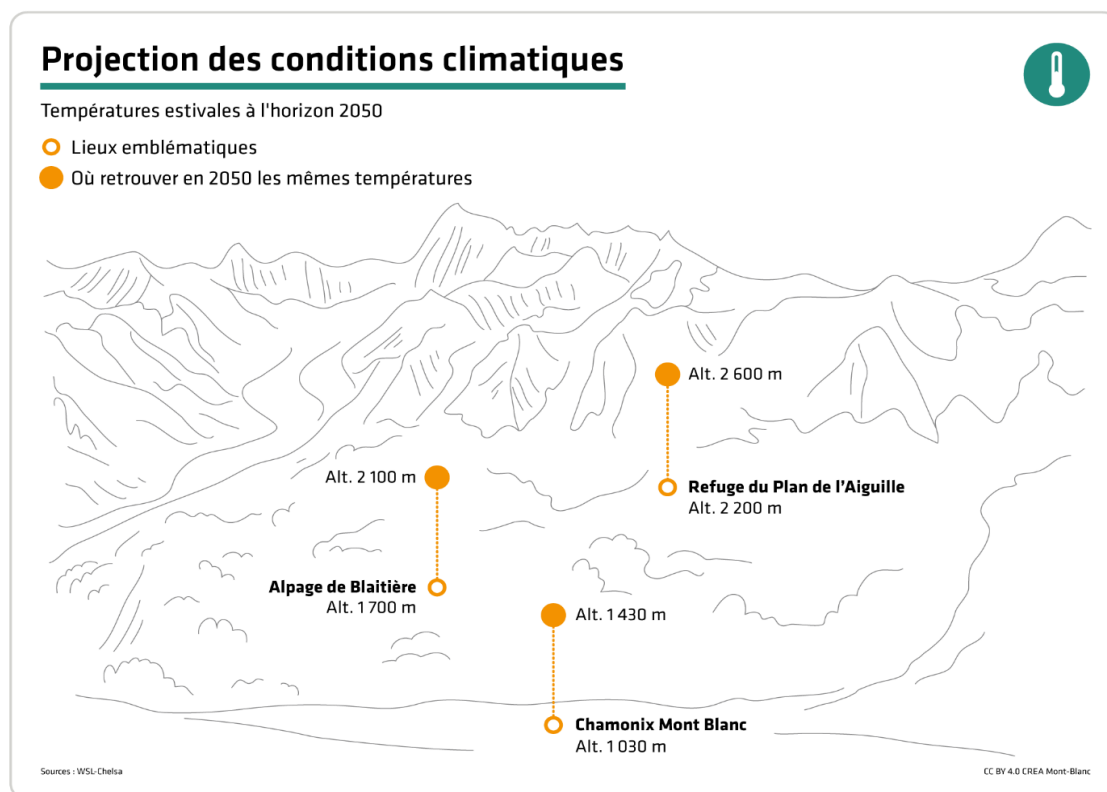 Projection des conditions climatiques
Températures estivales à l'horizon 2050
Lieux emblématiques
Où retrouver en 2050 les mêmes températures
Alt. 2 600 m
Refuge du Plan de l’Aiguille
Alt. 2 200 m
Alt. 2 100 m
Alpage de Blaitière
Alt. 1 700 m
Alt. 1 430 m
Chamonix Mont Blanc
Alt. 1 030 m
Sources : WSL-Chelsa
CC BY 4.0 CREA Mont-Blanc